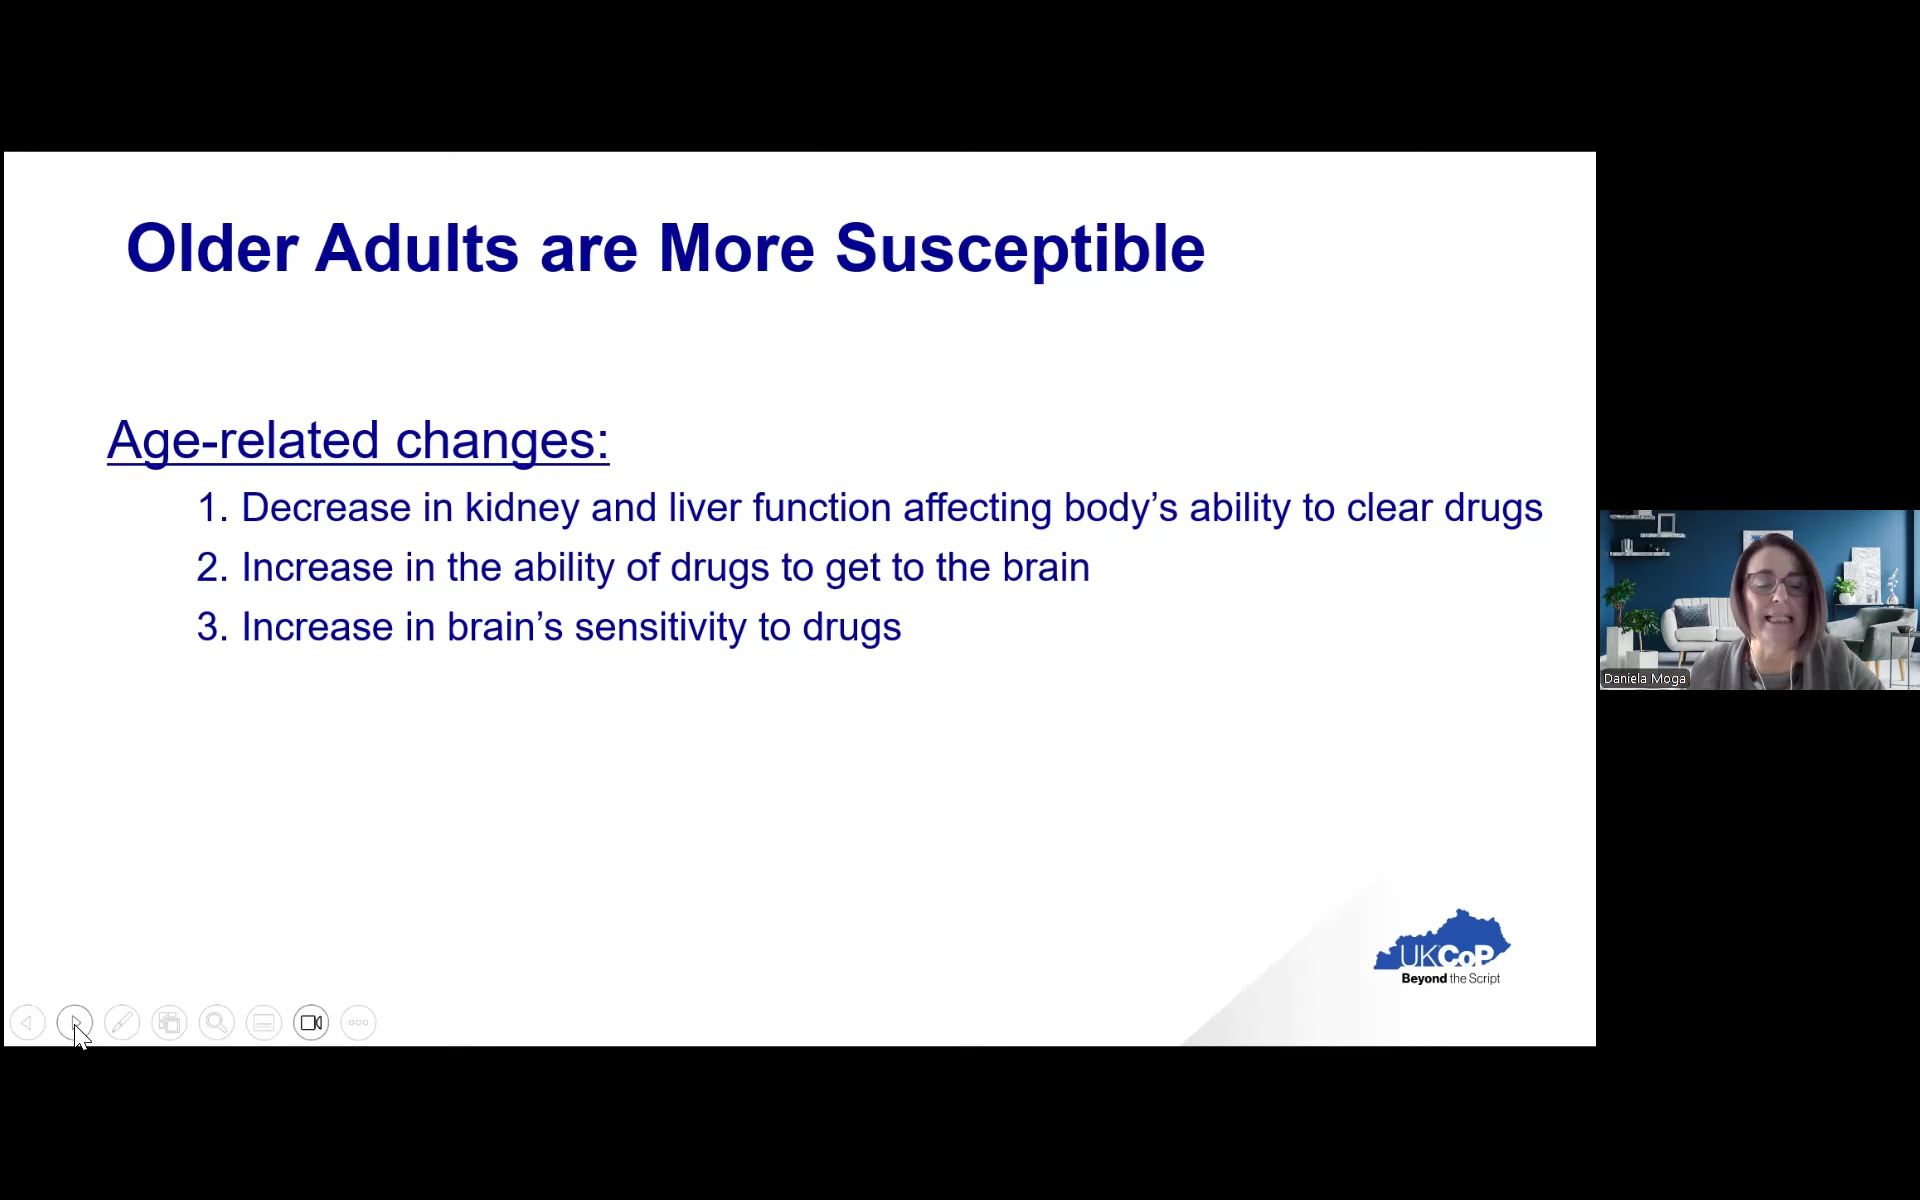 Older Adults are More Susceptible
Age-related changes:
1. Decrease in kidney and liver function affecting body’s ability to clear drugs
2. Increase in the ability of drugs to get to the brain
3. Increase in brain’s sensitivity to drugs
Daniela Moga
UKCoP
Beyond the Script